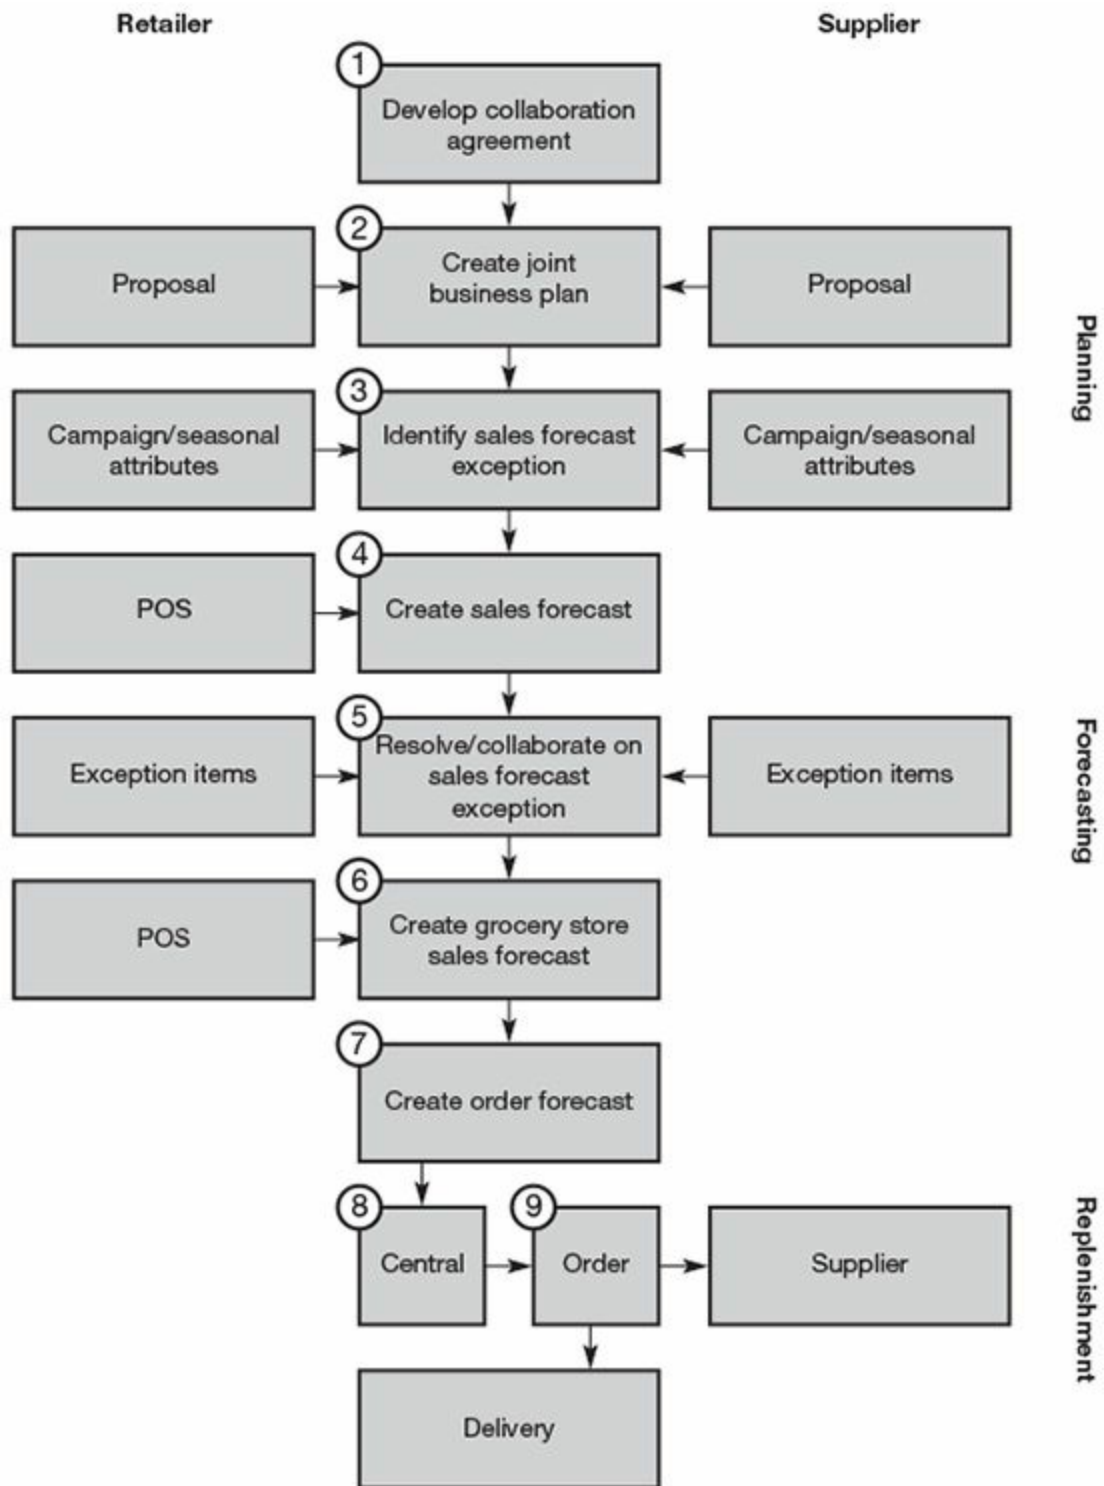 Retailer
Supplier
1
Develop collaboration
agreement
2
Proposal
Create joint
business plan
Proposal
Planning
3
Campaign/seasonal
attributes
Identify sales forecast
exception
Campaign/seasonal
attributes
4
POS
Create sales forecast
5
Exception items
Resolve/collaborate on
sales forecast
exception
Exception items
Forecasting
6
POS
Create grocery store
sales forecast
7
Create order forecast
8
Central
9
Order
Supplier
Replenishment
Delivery